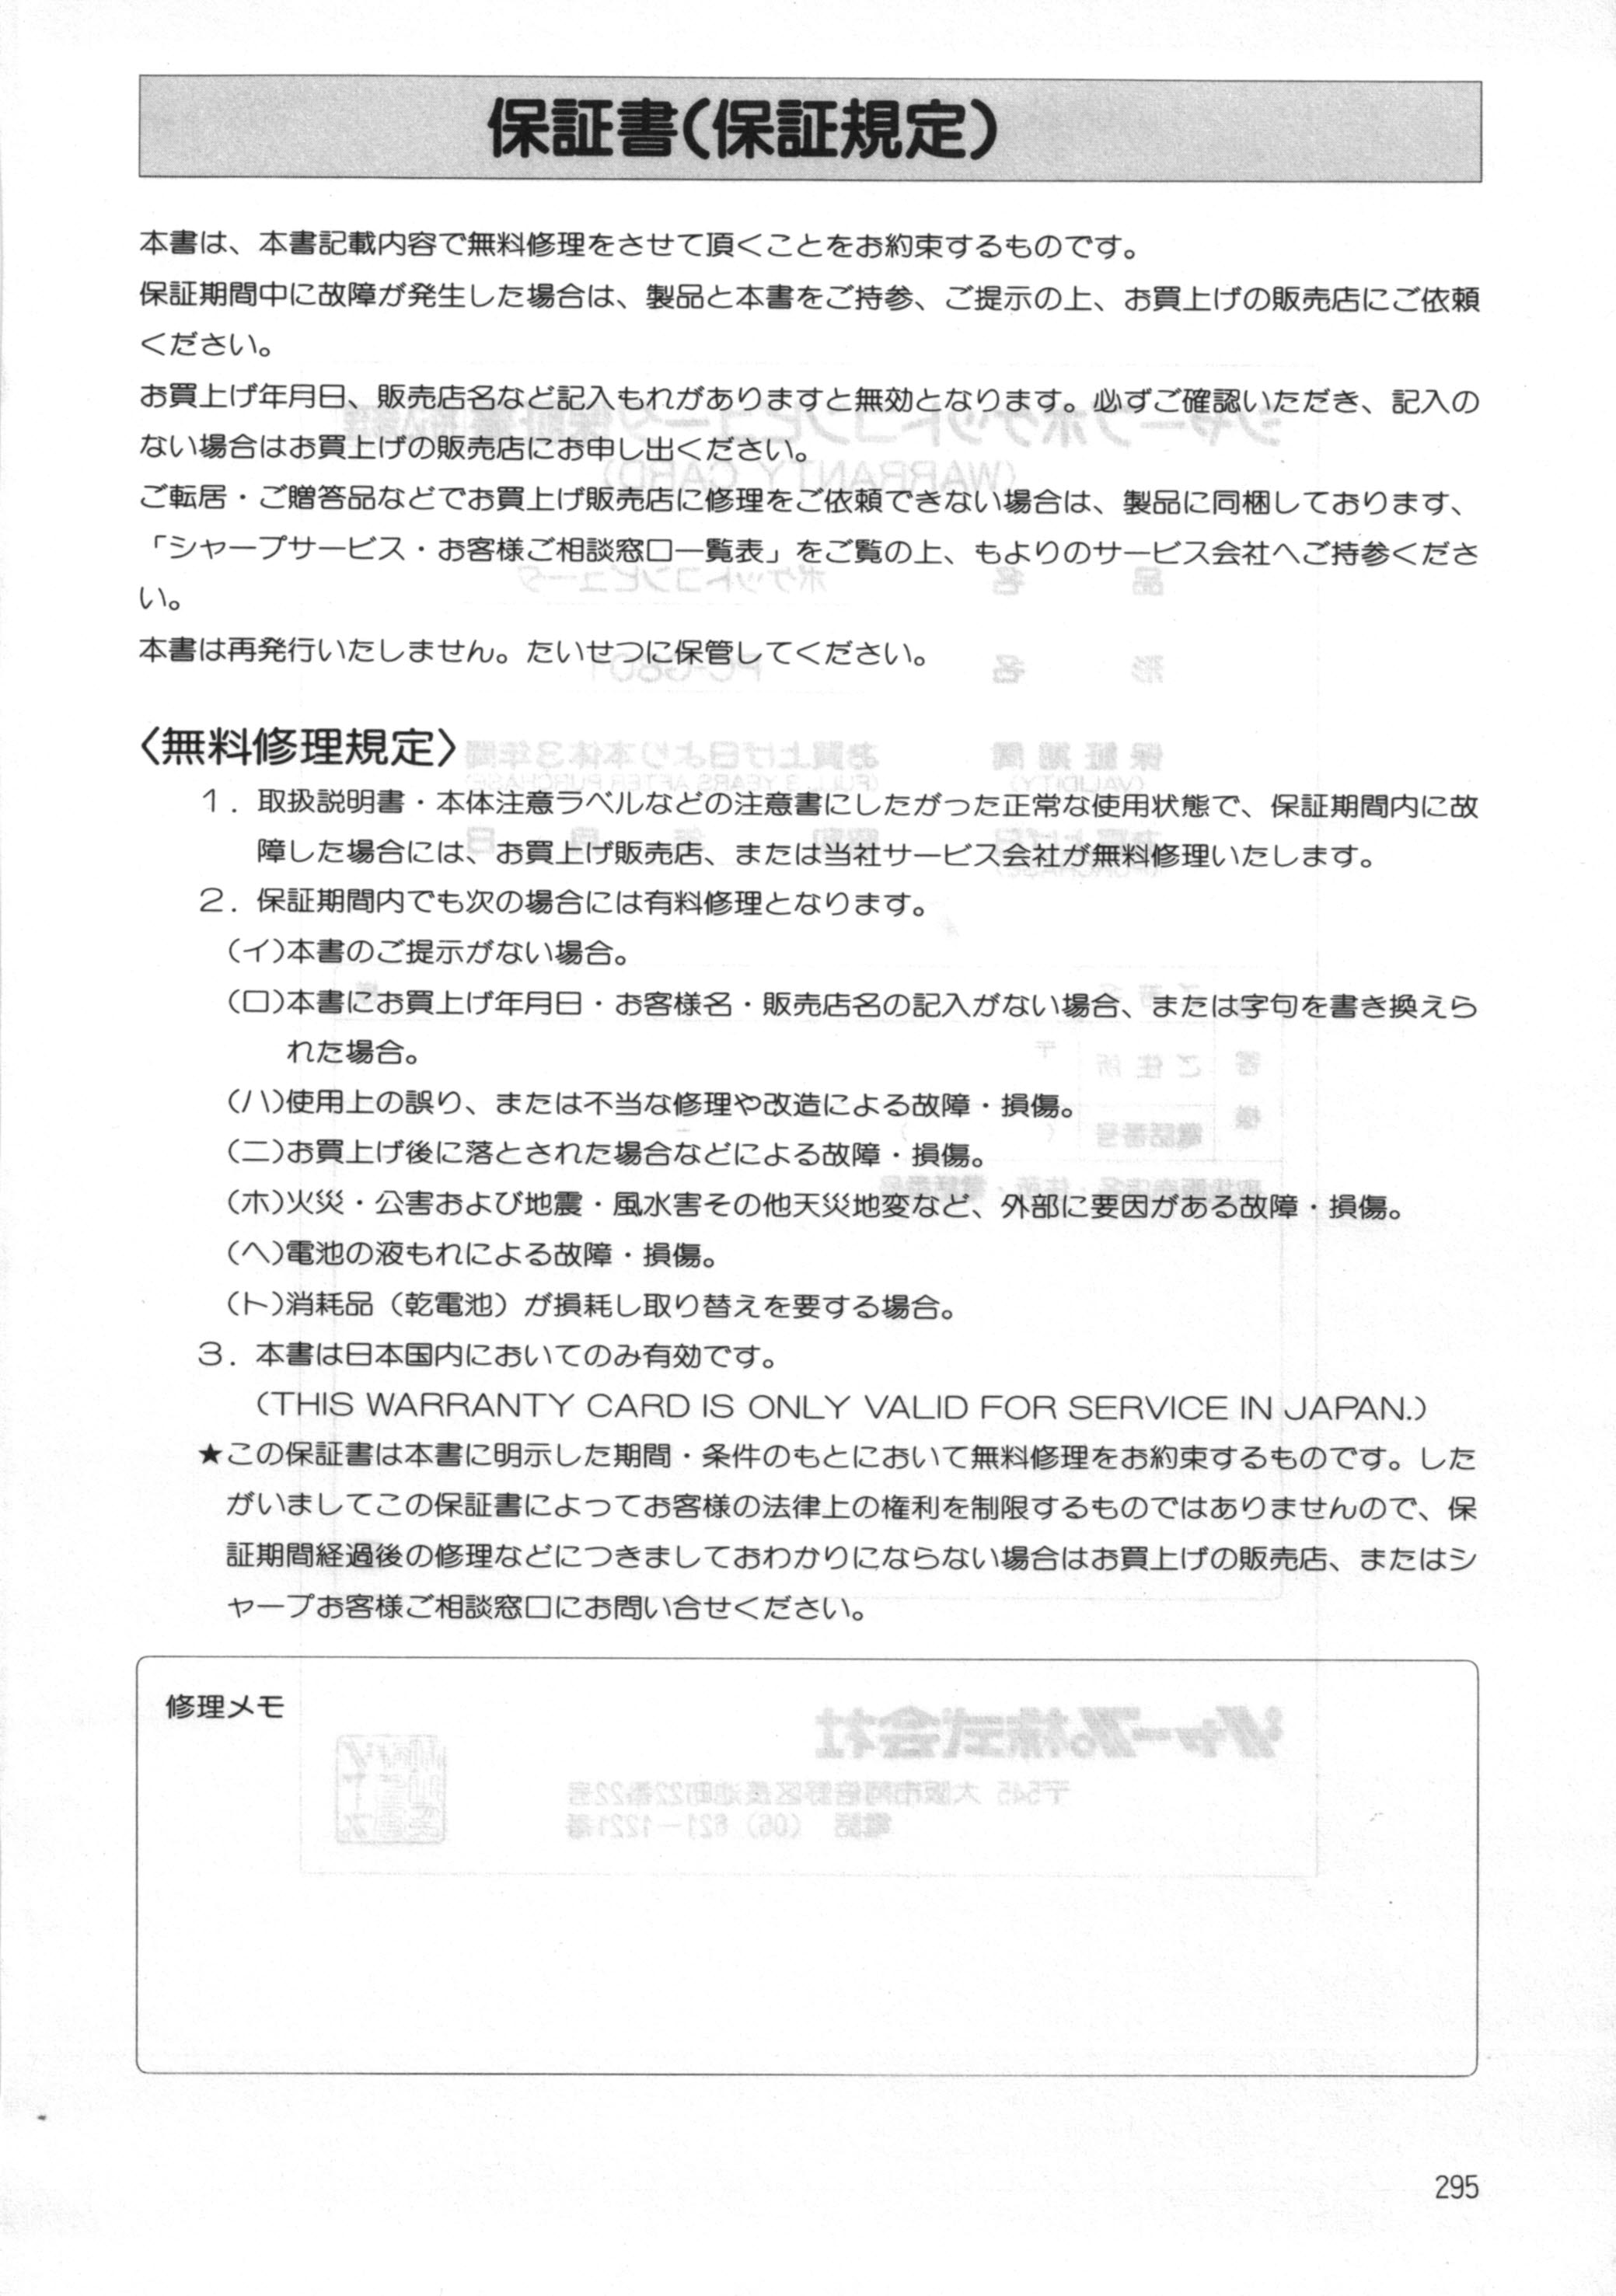 保証書(保証規定)
本書は、本書記載内容で無料修理をさせて頂くことをお約束するものです。
保証期間中に故障が発生した場合は、製品と本書をご持参、ご提示の上、お買上げの販売店にご依頼
ください。
お買上げ年月日、販売店名など記入もれがありますと無効となります。必ずご確認いただき、記入の
ない場合はお買上げの販売店にお申し出ください。
ご転居・ご贈答品などでお買上げ販売店に修理をご依頼できない場合は、製品に同梱しております、
「シャープサービス・お客様ご相談窓口一覧表」をご覧の上、もよりのサービス会社へご持参くださ
い。
本書は再発行いたしません。たいせつに保管してください。
〈無料修理規定〉
1. 取扱説明書・本体注意ラベルなどの注意書にしたがった正常な使用状態で、保証期間内に故
障した場合には、お買上げ販売店、または当社サービス会社が無料修理いたします。
2. 保証期間内でも次の場合には有料修理となります。
(イ)本書のご提示がない場合。
(ロ)本書にお買上げ年月日・お客様名・販売店名の記入がない場合、または字句を書き換えら
れた場合。
(ハ)使用上の誤り、または不当な修理や改造による故障・損傷。
(ニ)お買上げ後に落とされた場合などによる故障・損傷。
(ホ)火災・公害および地震・風水害その他天災地変など、外部に要因がある故障・損傷。
(ヘ)電池の液もれによる故障・損傷。
(ト)消耗品(乾電池)が損耗し取り替えを要する場合。
3. 本書は日本国内においてのみ有効です。
(THIS WARRANTY CARD IS ONLY VALID FOR SERVICE IN JAPAN.)
★この保証書は本書に明示した期間・条件のもとにおいて無料修理をお約束するものです。した
がいましてこの保証書によってお客様の法律上の権利を制限するものではありませんので、保
証期間経過後の修理などにつきましておわかりにならない場合はお買上げの販売店、またはシ
ャープお客様ご相談窓口にお問い合せください。
修理メモ
295